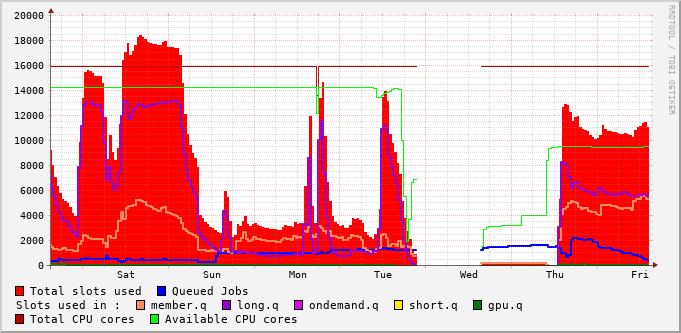 20000
18000
16000
14000
12000
10000
8000
6000
4000
2000
0
Sat Sun Mon Tue Wed Thu Fri
RRDTOOL / TOBI OETIKER
Total slots used Queued Jobs
Slots used in : member.q long.q ondemand.q short.q gpu.q
Total CPU cores Available CPU cores